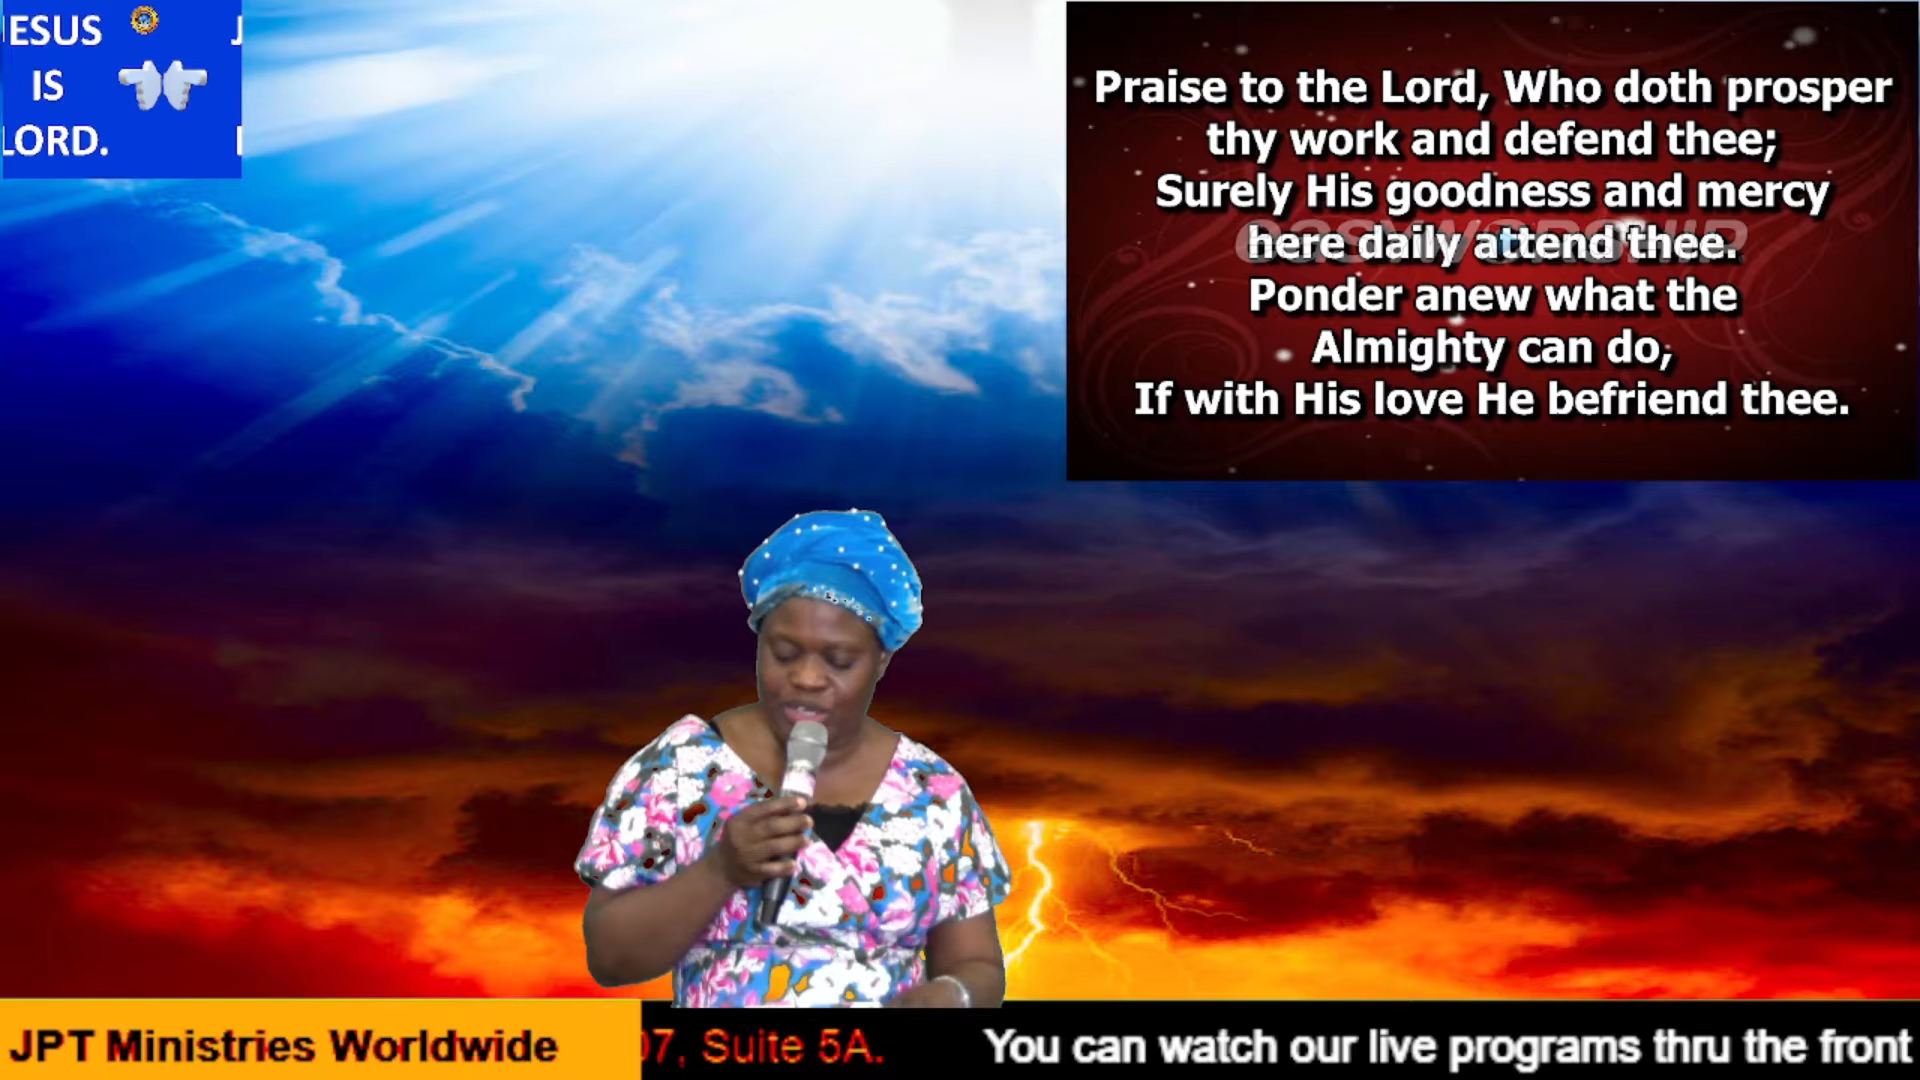 ESUS
IS
LORD.
Praise to the Lord, Who doth prosper
thy work and defend thee;
Surely His goodness and mercy
here daily attend thee.
Ponder anew what the
Almighty can do,
If with His love He befriend thee.
EASYWORSHIP
JPT Ministries Worldwide
07, Suite 5A.
You can watch our live programs thru the front